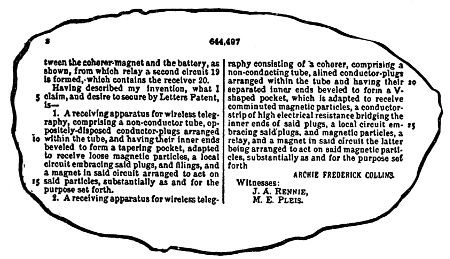 2
644,497
tween the coherer-magnet and the battery, as
shown, from which relay a second circuit 19
is formed, which contains the receiver 20.
Having described my invention, what I
5 claim, and desire to secure by Letters Patent,
is—
1. A receiving apparatus for wireless teleg-
raphy, comprising a non-conductive tube, op-
positely-disposed conductor-plugs arranged
10 within the tube, and having their inner ends
beveled to form a tapering pocket, adapted
to receive loose magnetic particles, a local
circuit embracing said plugs, and filings, and
a magnet in said circuit arranged to act on
15 said particles, substantially as and for the
purpose set forth.
2. A receiving apparatus for wireless teleg-
raphy consisting of a coherer, comprising a
non-conducting tube, alined conductor-plugs
arranged within the tube and having their 20
separated inner ends beveled to form a V-
shaped pocket, which is adapted to receive
comminuted magnetic particles, a conductor-
strip of high electrical resistance bridging the
inner ends of said plugs, a local circuit em- 25
bracing said plugs, and magnetic particles, a
relay, and a magnet in said circuit the latter
being arranged to act on said magnetic parti-
cles, substantially as and for the purpose set
forth
ARCHIE FREDERICK COLLINS.
Witnesses:
J. A. RENNIE,
M. E. PLEIS.